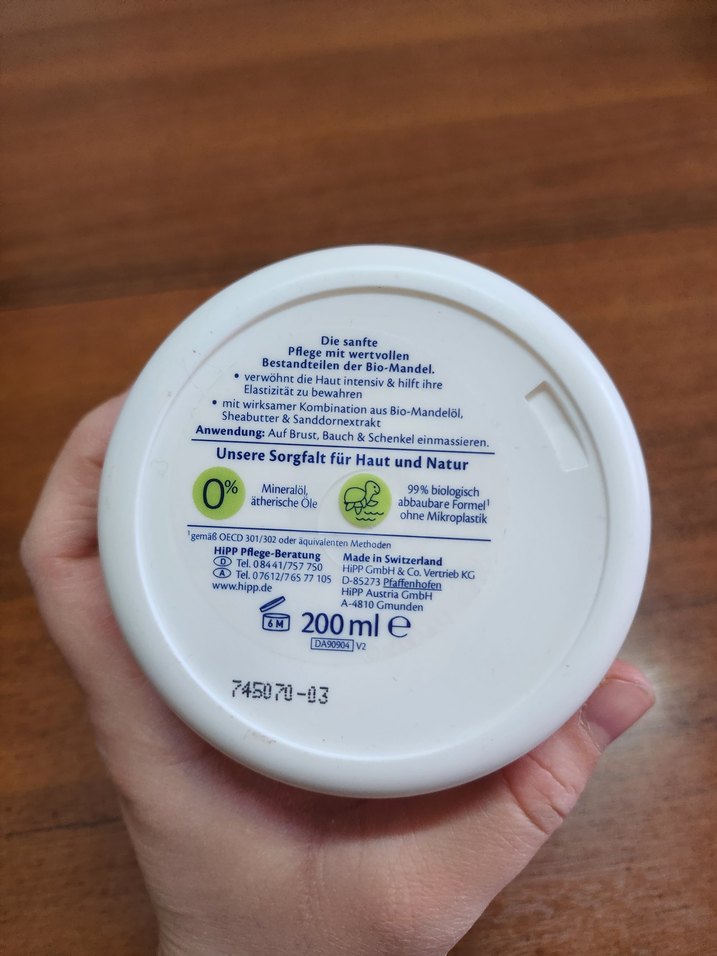 Die sanfte
Pflege mit wertvollen
Bestandteilen der Bio-Mandel.
• verwöhnt die Haut intensiv & hilft ihre
Elastizität zu bewahren
• mit wirksamer Kombination aus Bio-Mandelöl,
Sheabutter & Sanddornextrakt
Anwendung: Auf Brust, Bauch & Schenkel einmassieren.
Unsere Sorgfalt für Haut und Natur
0%
Mineralöl,
ätherische Öle
99% biologisch
abbaubare Formel¹
ohne Mikroplastik
¹gemäß OECD 301/302 oder äquivalenten Methoden
HiPP Pflege-Beratung
D Tel. 08441/757 750
A Tel. 07612/765 77 105
www.hipp.de
Made in Switzerland
HiPP GmbH & Co. Vertrieb KG
D-85273 Pfaffenhofen
HiPP Austria GmbH
A-4810 Gmunden
6 M
200 ml e
DA90904 V2
745070-03